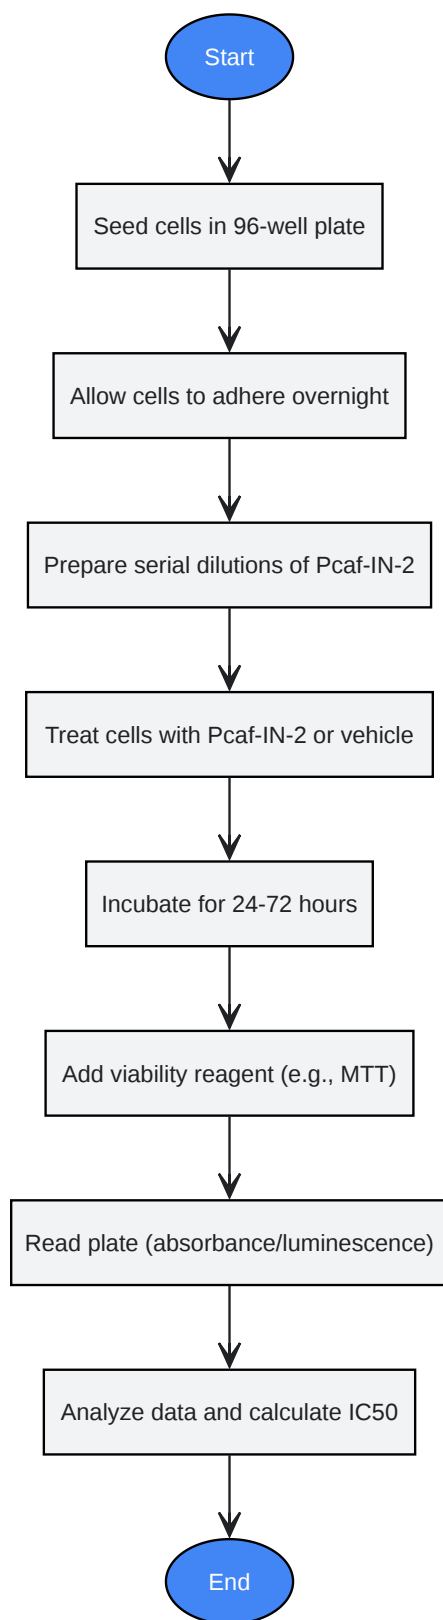 Start
Seed cells in 96-well plate
Allow cells to adhere overnight
Prepare serial dilutions of Pcaf-IN-2
Treat cells with Pcaf-IN-2 or vehicle
Incubate for 24-72 hours
Add viability reagent (e.g., MTT)
Read plate (absorbance/luminescence)
Analyze data and calculate IC50
End